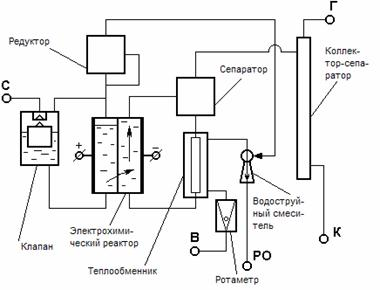 Г
Редуктор
Коллек-
тор-сепа-
ратор
С
Сепаратор
+
−
Клапан
Электрохими-
ческий реактор
Водоструй-
ный смеси-
тель
Теплообменник
В
РО
К
Ротаметр